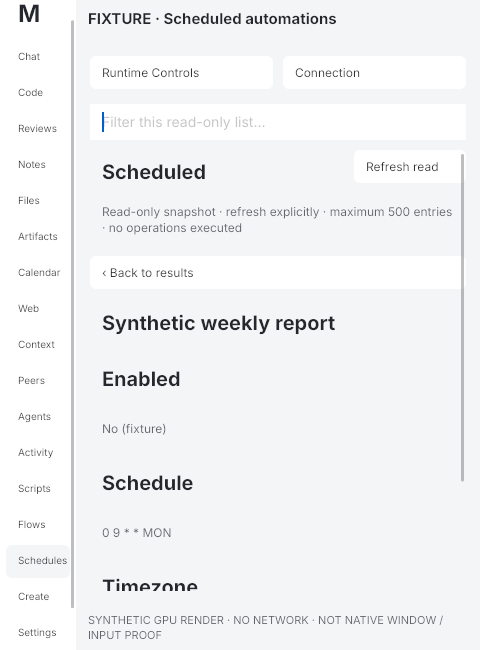 M
Chat
Code
Reviews
Notes
Files
Artifacts
Calendar
Web
Context
Peers
Agents
Activity
Scripts
Flows
Schedules
Create
Settings
FIXTURE · Scheduled automations
Runtime Controls
Connection
Filter this read-only list...
Scheduled
Refresh read
Read-only snapshot · refresh explicitly · maximum 500 entries
· no operations executed
‹ Back to results
Synthetic weekly report
Enabled
No (fixture)
Schedule
0 9 * * MON
Timezone
SYNTHETIC GPU RENDER · NO NETWORK · NOT NATIVE WINDOW /
INPUT PROOF